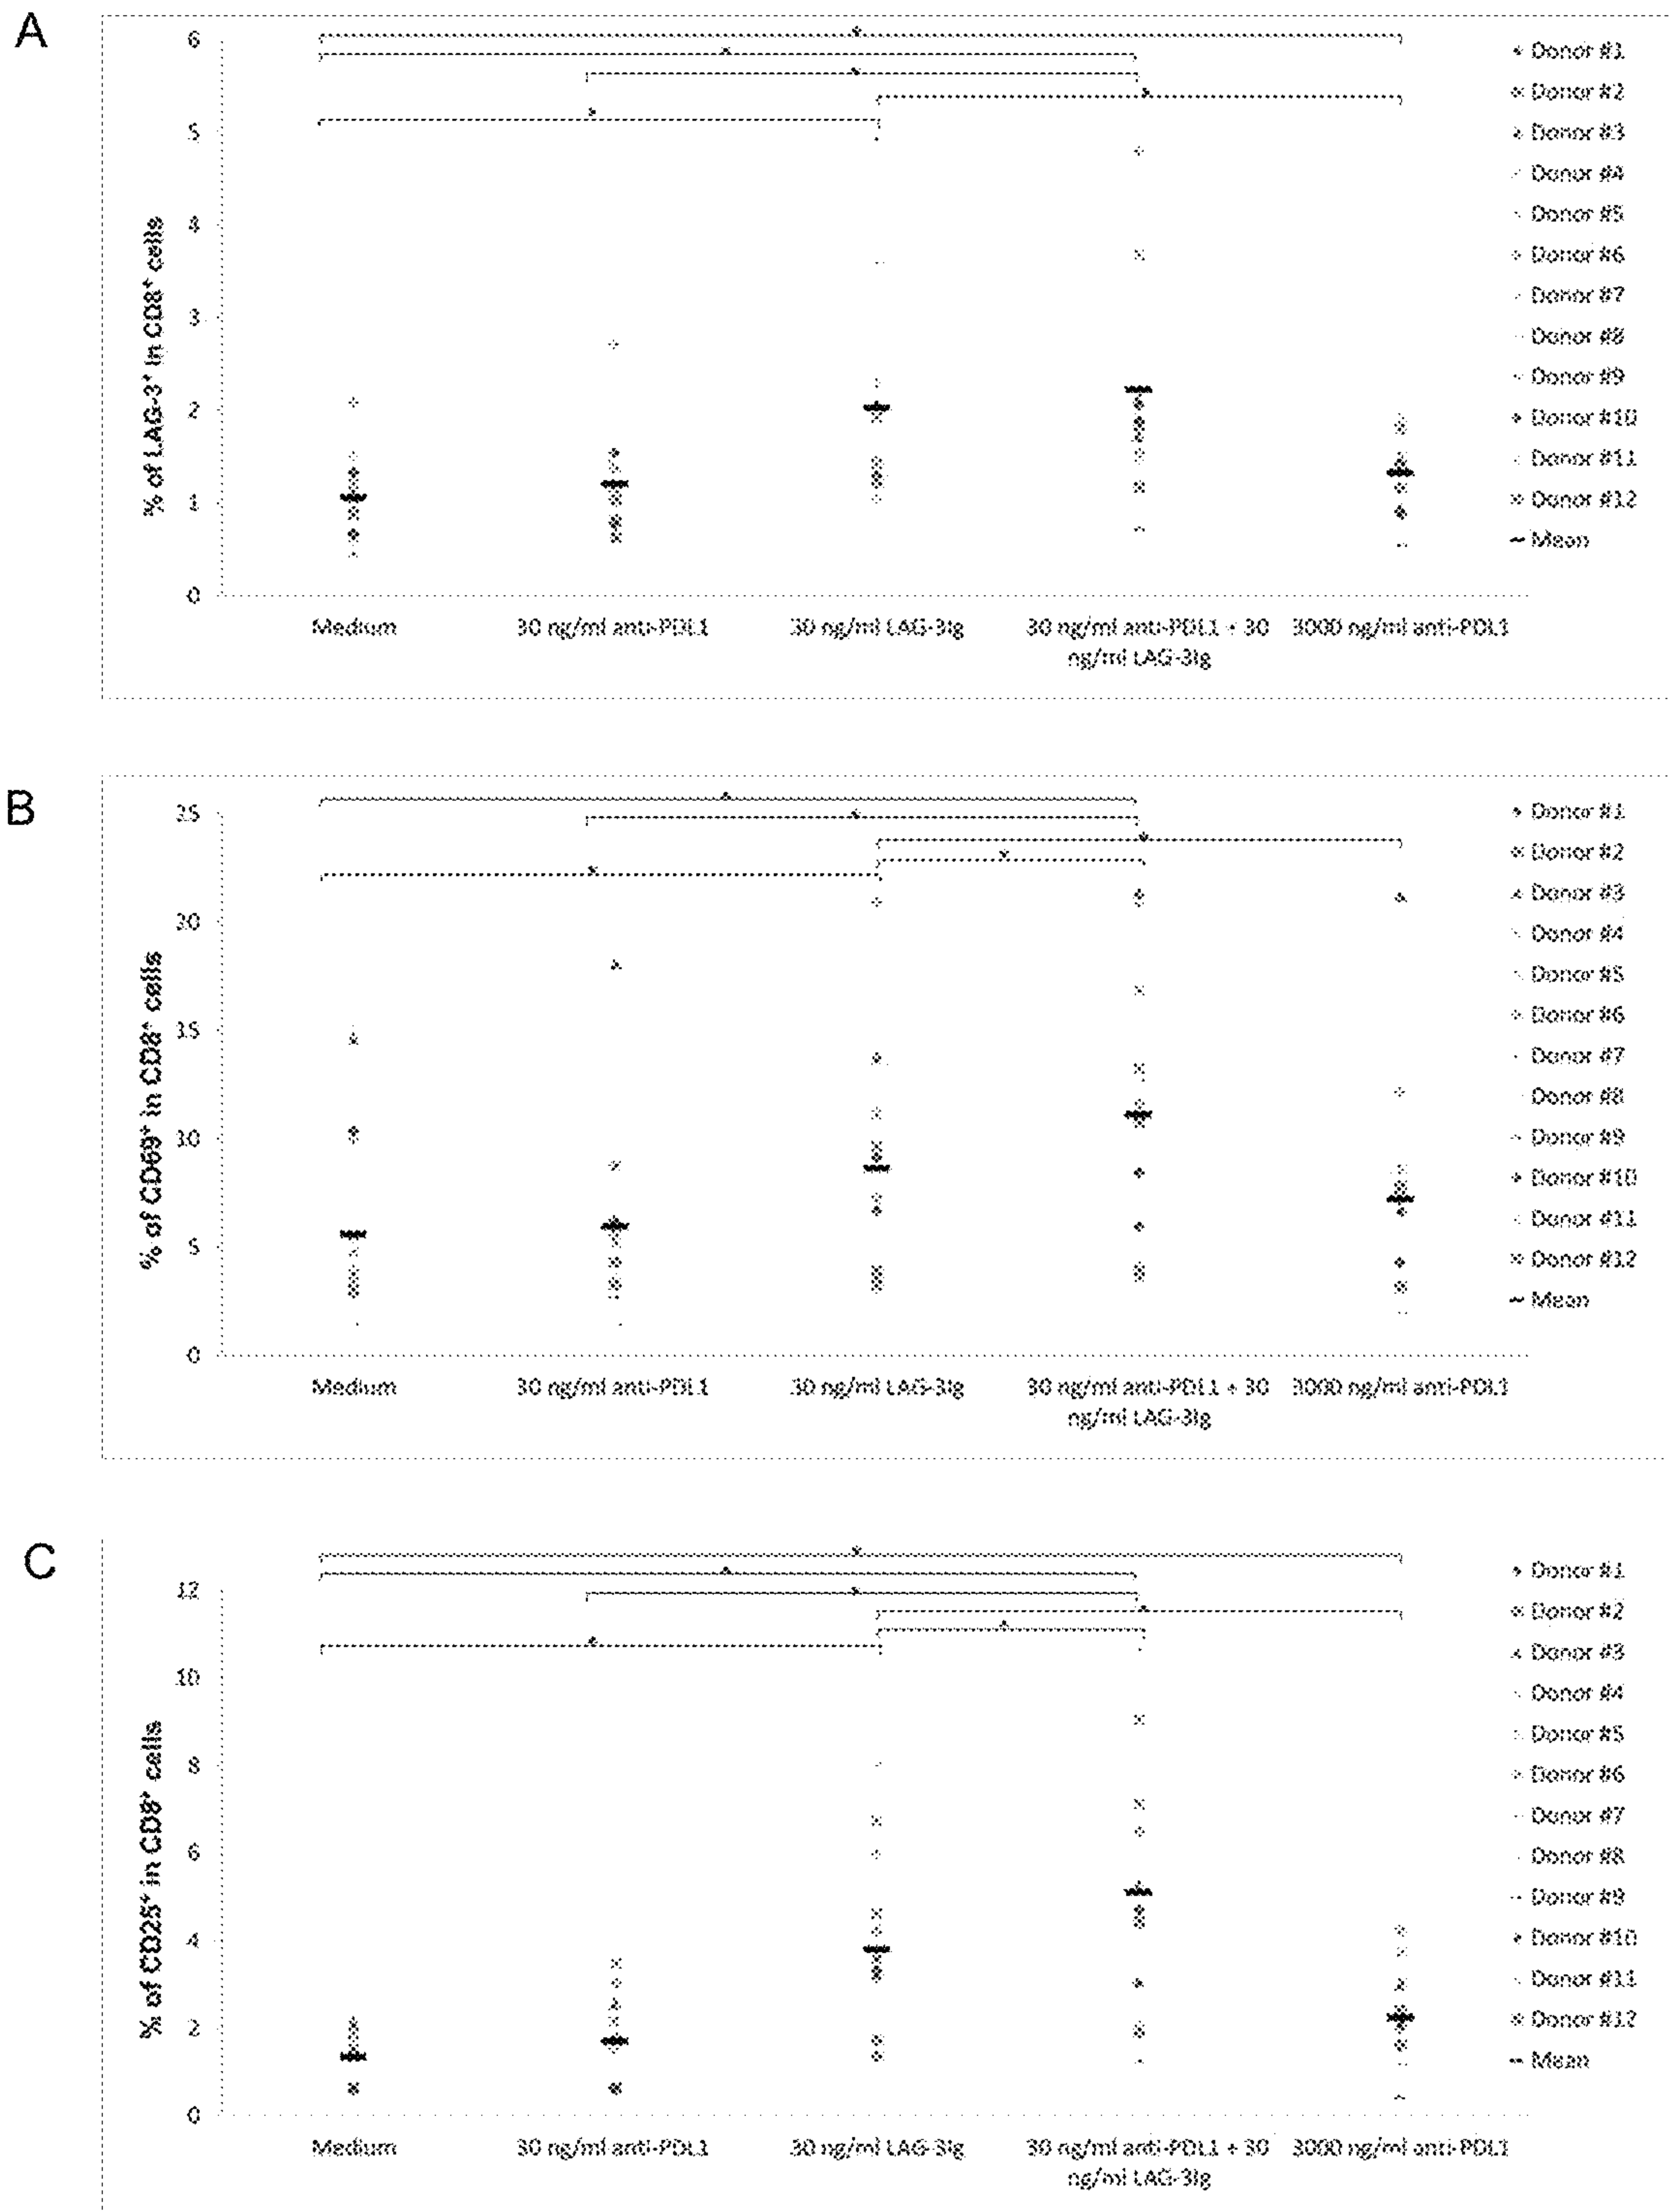 A
6
5
4
3
2
1
0
% of LAG-3⁺ in CD8⁺ cells
Medium
30 ng/ml anti-PDL1
30 ng/ml LAG-3Ig
30 ng/ml anti-PDL1 + 30
ng/ml LAG-3Ig
3000 ng/ml anti-PDL1
Donor #1
Donor #2
Donor #3
Donor #4
Donor #5
Donor #6
Donor #7
Donor #8
Donor #9
Donor #10
Donor #11
Donor #12
Mean
B
25
20
15
10
5
0
% of CD69⁺ in CD8⁺ cells
Medium
30 ng/ml anti-PDL1
30 ng/ml LAG-3Ig
30 ng/ml anti-PDL1 + 30
ng/ml LAG-3Ig
3000 ng/ml anti-PDL1
Donor #1
Donor #2
Donor #3
Donor #4
Donor #5
Donor #6
Donor #7
Donor #8
Donor #9
Donor #10
Donor #11
Donor #12
Mean
C
12
10
8
6
4
2
0
% of CD25⁺ in CD8⁺ cells
Medium
30 ng/ml anti-PDL1
30 ng/ml LAG-3Ig
30 ng/ml anti-PDL1 + 30
ng/ml LAG-3Ig
3000 ng/ml anti-PDL1
Donor #1
Donor #2
Donor #3
Donor #4
Donor #5
Donor #6
Donor #7
Donor #8
Donor #9
Donor #10
Donor #11
Donor #12
Mean